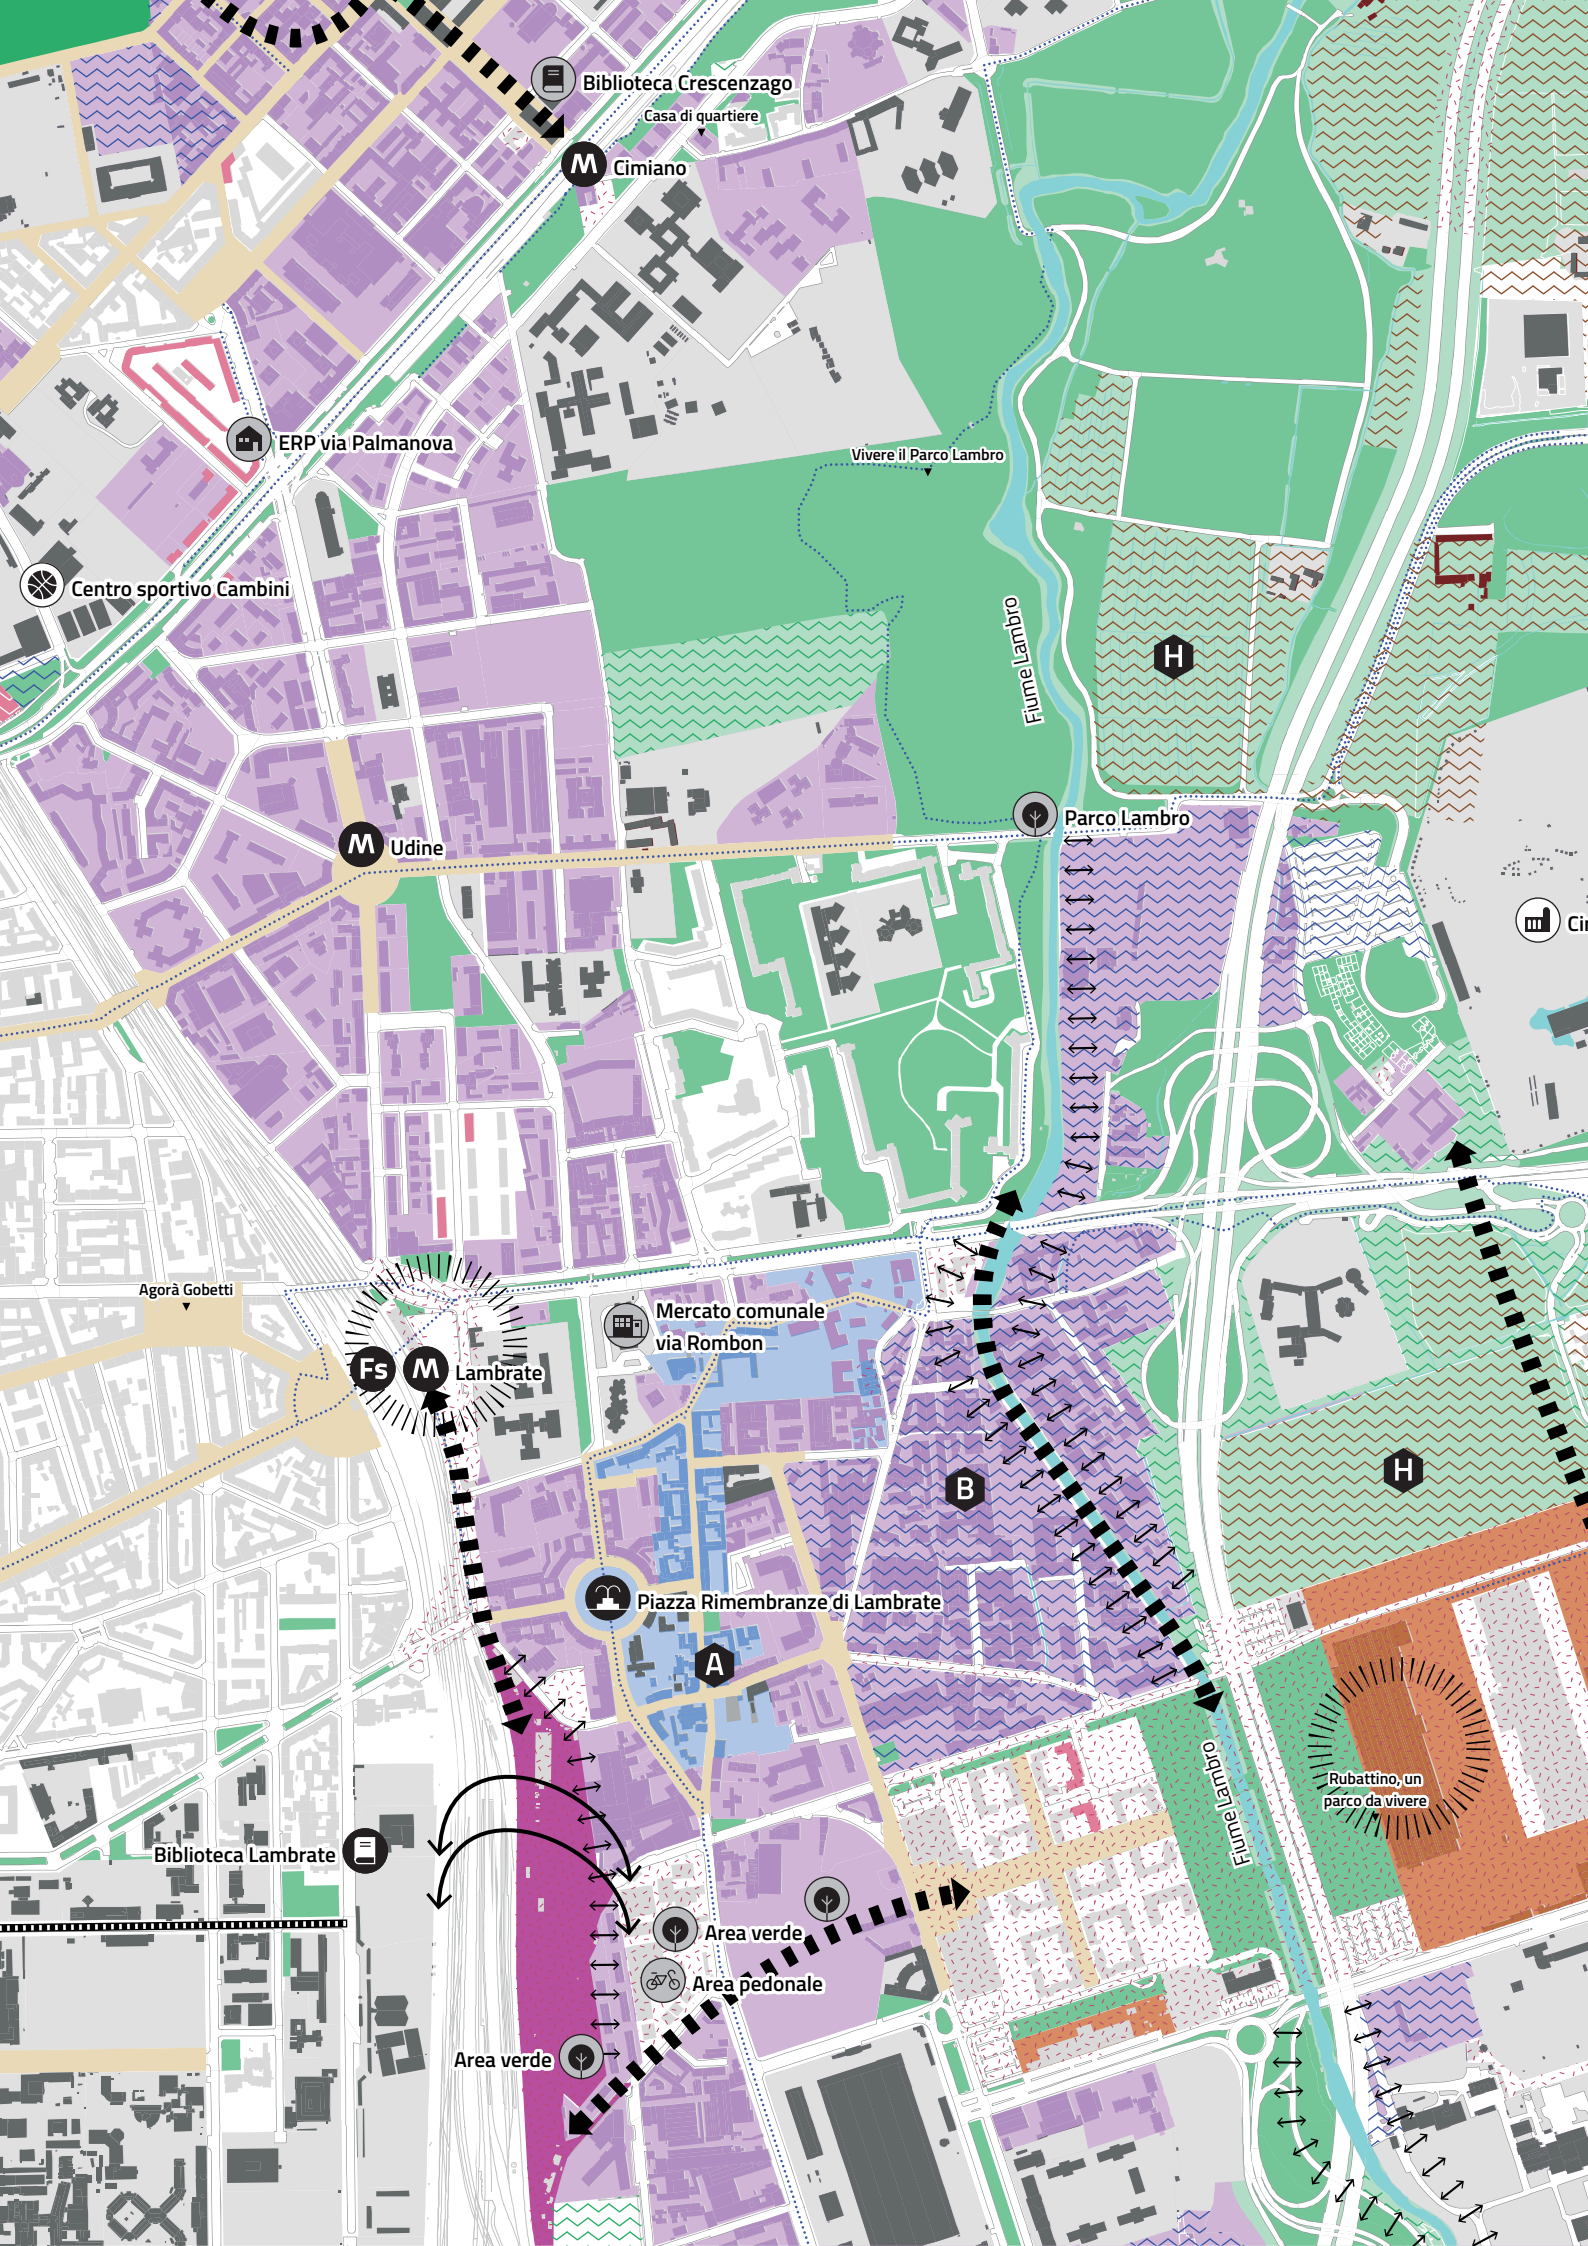 Biblioteca Crescenzago
Casa di quartiere
M Cimiano
ERP via Palmanova
Vivere il Parco Lambro
Centro sportivo Cambini
Fiume Lambro
H
Parco Lambro
M Udine
Agorà Gobetti
Mercato comunale
via Rombon
Fs M Lambrate
H
B
Piazza Rimembranze di Lambrate
A
Fiume Lambro
Rubattino, un
parco da vivere
Biblioteca Lambrate
Area verde
Area pedonale
Area verde